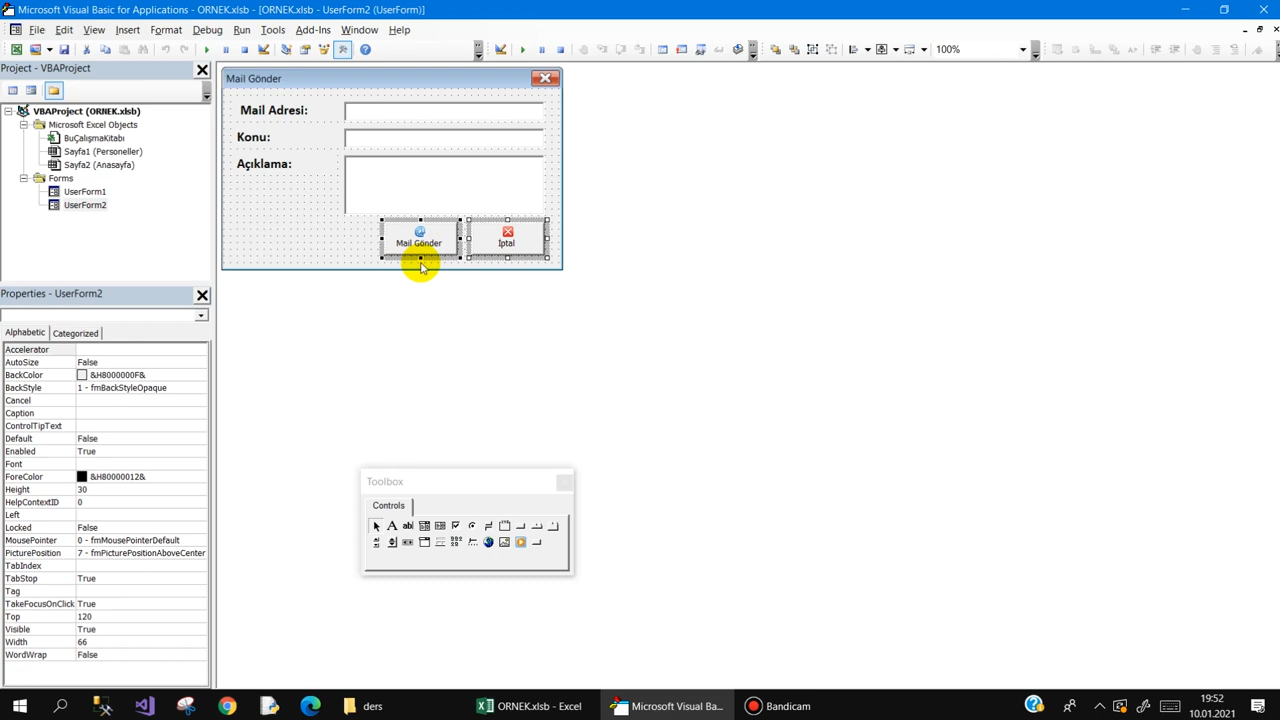 Microsoft Visual Basic for Applications - ORNEK.xlsb - [ORNEK.xlsb - UserForm2 (UserForm)]
File Edit View Insert Format Debug Run Tools Add-Ins Window Help
100%
Project - VBAProject
VBAProject (ORNEK.xlsb)
Microsoft Excel Objects
BuÇalışmaKitabı
Sayfa1 (Personeller)
Sayfa2 (Anasayfa)
Forms
UserForm1
UserForm2
Mail Gönder
Mail Adresi:
Konu:
Açıklama:
Mail Gönder
İptal
Properties - UserForm2
Alphabetic Categorized
Accelerator
AutoSize False
BackColor &H8000000F&
BackStyle 1 - fmBackStyleOpaque
Cancel
Caption
ControlTipText
Default False
Enabled True
Font
ForeColor &H80000012&
Height 30
HelpContextID 0
Left
Locked False
MousePointer 0 - fmMousePointerDefault
PicturePosition 7 - fmPicturePositionAboveCenter
TabIndex
TabStop True
Tag
TakeFocusOnClick True
Top 120
Visible True
Width 66
WordWrap False
Toolbox
Controls
A abl
ders
ORNEK.xlsb - Excel
Microsoft Visual Ba...
Bandicam
19:52
10.01.2021